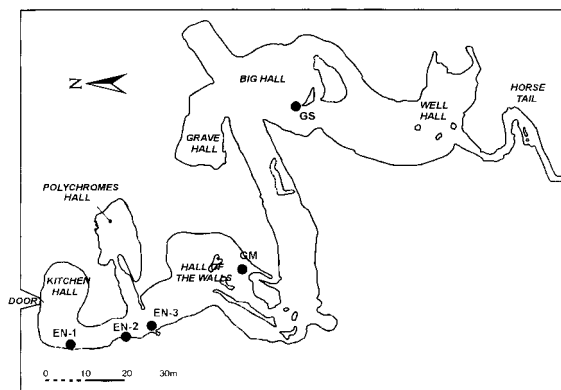 N
BIG HALL
GS
WELL
HALL
HORSE
TAIL
GRAVE
HALL
POLYCHROMES
HALL
GM
HALL OF
THE WALLS
KITCHEN
HALL
DOOR
EN-1
EN-2
EN-3
0 10 20 30m